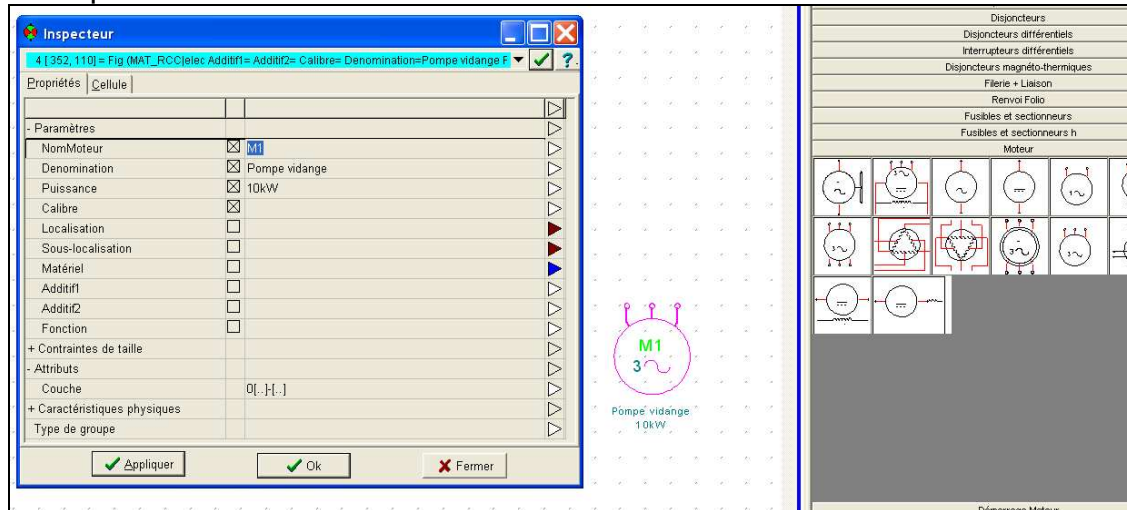 Inspecteur
4 [ 352, 110] = Fig (MAT_RCC|elec Additif1= Additif2= Calibre= Denomination=Pompe vidange F
?
Propriétés Cellule
- Paramètres
NomMoteur M1
Denomination Pompe vidange
Puissance 10kW
Calibre
Localisation
Sous-localisation
Matériel
Additif1
Additif2
Fonction
+ Contraintes de taille
- Attributs
Couche 0[..]-[..]
+ Caractéristiques physiques
Type de groupe
Appliquer Ok Fermer
M1
3
Pompe vidange
10kW
Disjoncteurs
Disjoncteurs différentiels
Interrupteurs différentiels
Disjoncteurs magnéto-thermiques
Filerie + Liaison
Renvoi Folio
Fusibles et sectionneurs
Fusibles et sectionneurs h
Moteur